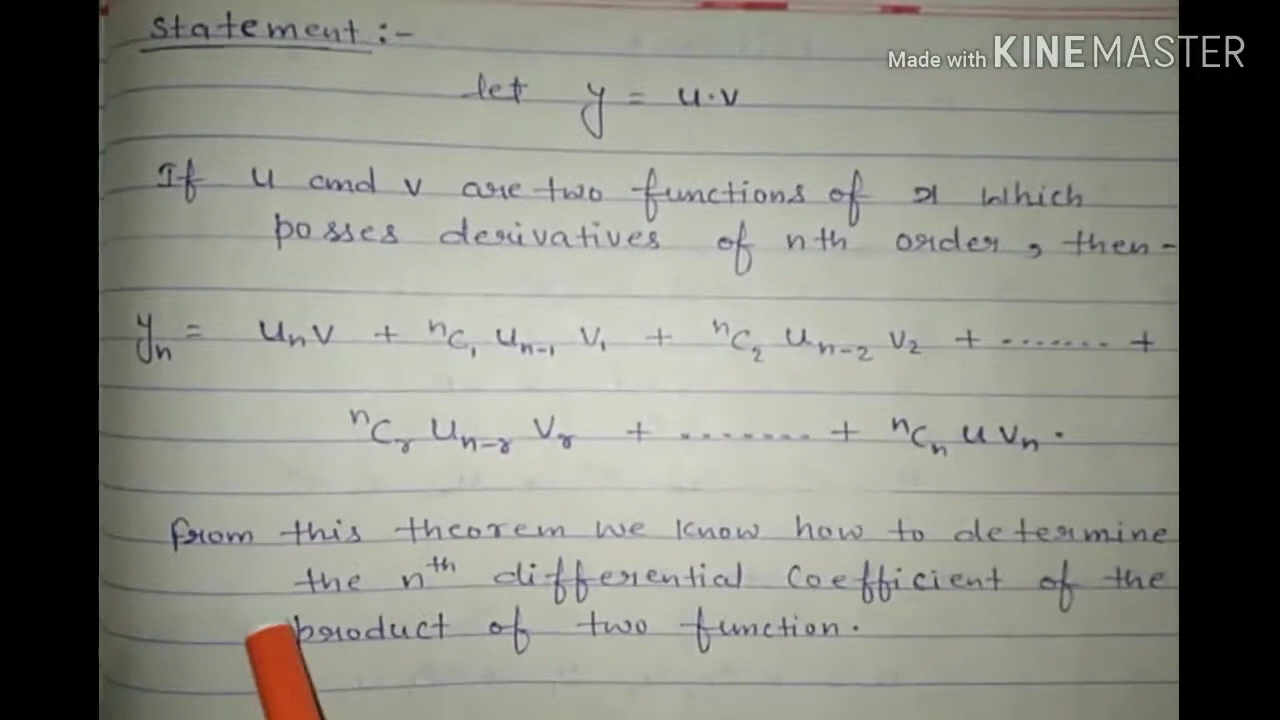 Statement :-
Made with KINEMASTER
let y = u.v
If u and v are two functions of x which
posses derivatives of nth order, then -
yₙ = uₙv + ⁿC₁ uₙ₋₁ v₁ + ⁿC₂ uₙ₋₂ v₂ + ....... +
ⁿCᵣ uₙ₋ᵣ vᵣ + ....... + ⁿCₙ u vₙ .
From this theorem we know how to determine
the nᵗʰ differential coefficient of the
product of two function.